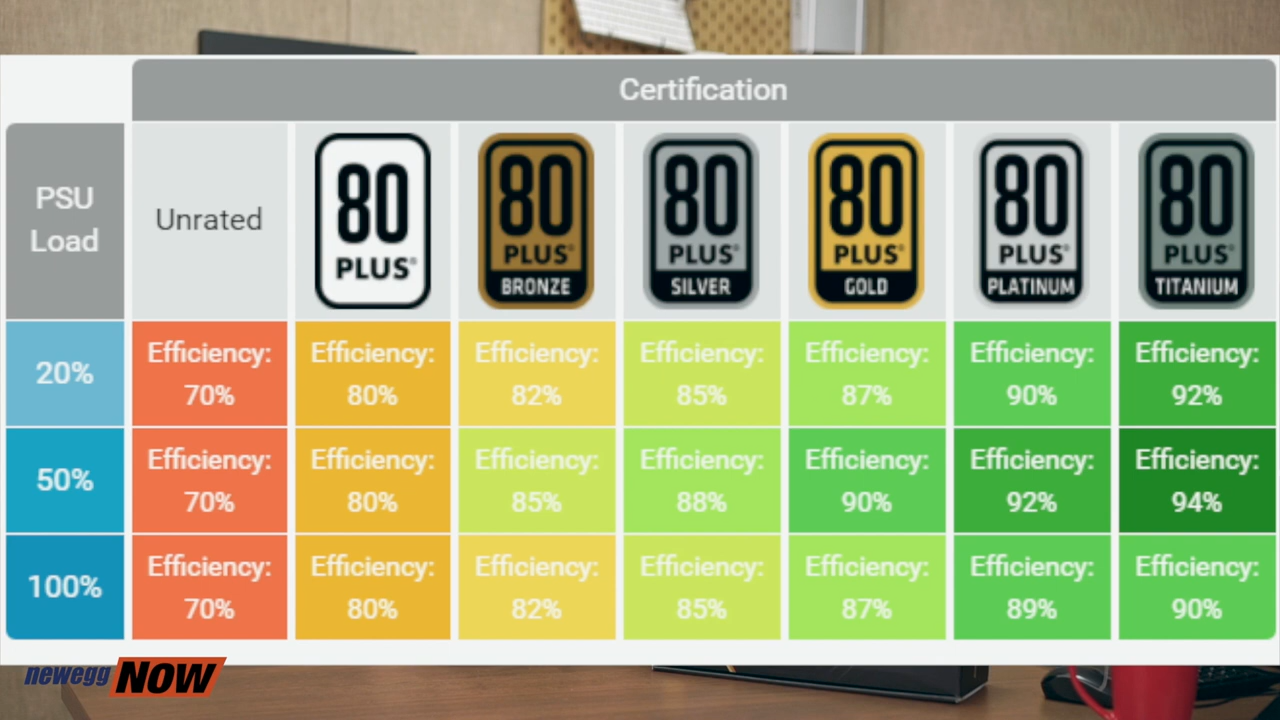 Certification
PSU
Load
Unrated
80
PLUS
80
PLUS
BRONZE
80
PLUS
SILVER
80
PLUS
GOLD
80
PLUS
PLATINUM
80
PLUS
TITANIUM
20%
Efficiency:
70%
Efficiency:
80%
Efficiency:
82%
Efficiency:
85%
Efficiency:
87%
Efficiency:
90%
Efficiency:
92%
50%
Efficiency:
70%
Efficiency:
80%
Efficiency:
85%
Efficiency:
88%
Efficiency:
90%
Efficiency:
92%
Efficiency:
94%
100%
Efficiency:
70%
Efficiency:
80%
Efficiency:
82%
Efficiency:
85%
Efficiency:
87%
Efficiency:
89%
Efficiency:
90%
newegg NOW